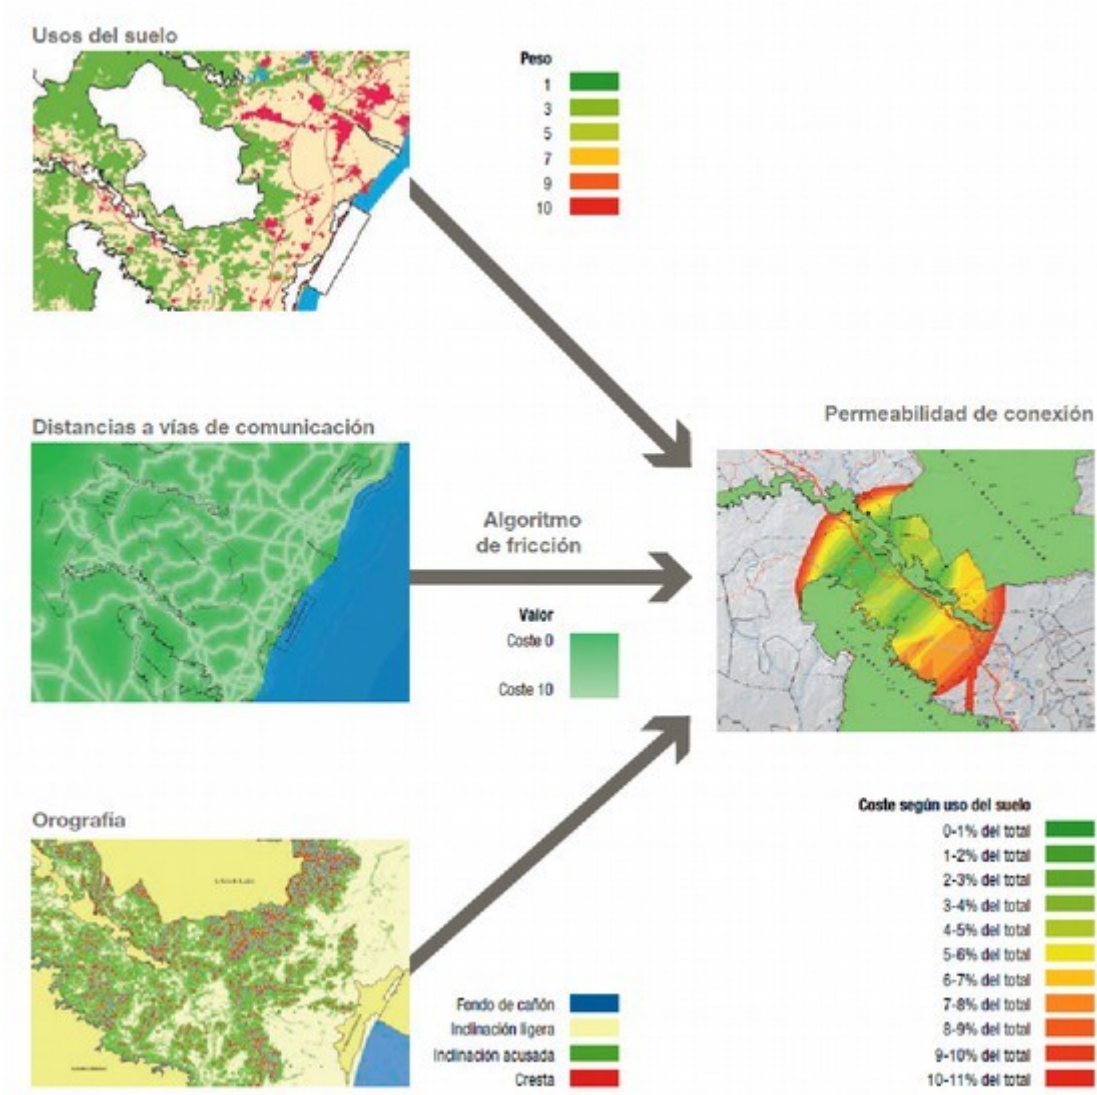 Usos del suelo
Peso
1
3
5
7
9
10
Distancias a vías de comunicación
Algoritmo
de fricción
Valor
Coste 0
Coste 10
Permeabilidad de conexión
Orografía
Fondo de cañón
Inclinación ligera
Inclinación acusada
Cresta
Coste según uso del suelo
0-1% del total
1-2% del total
2-3% del total
3-4% del total
4-5% del total
5-6% del total
6-7% del total
7-8% del total
8-9% del total
9-10% del total
10-11% del total